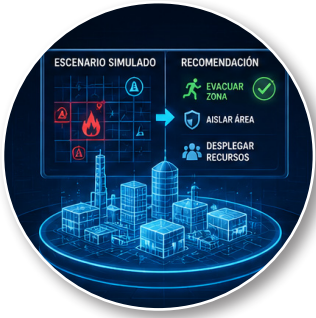 ESCENARIO SIMULADO
RECOMENDACIÓN
EVACUAR
ZONA
AISLAR ÁREA
DESPLEGAR
RECURSOS